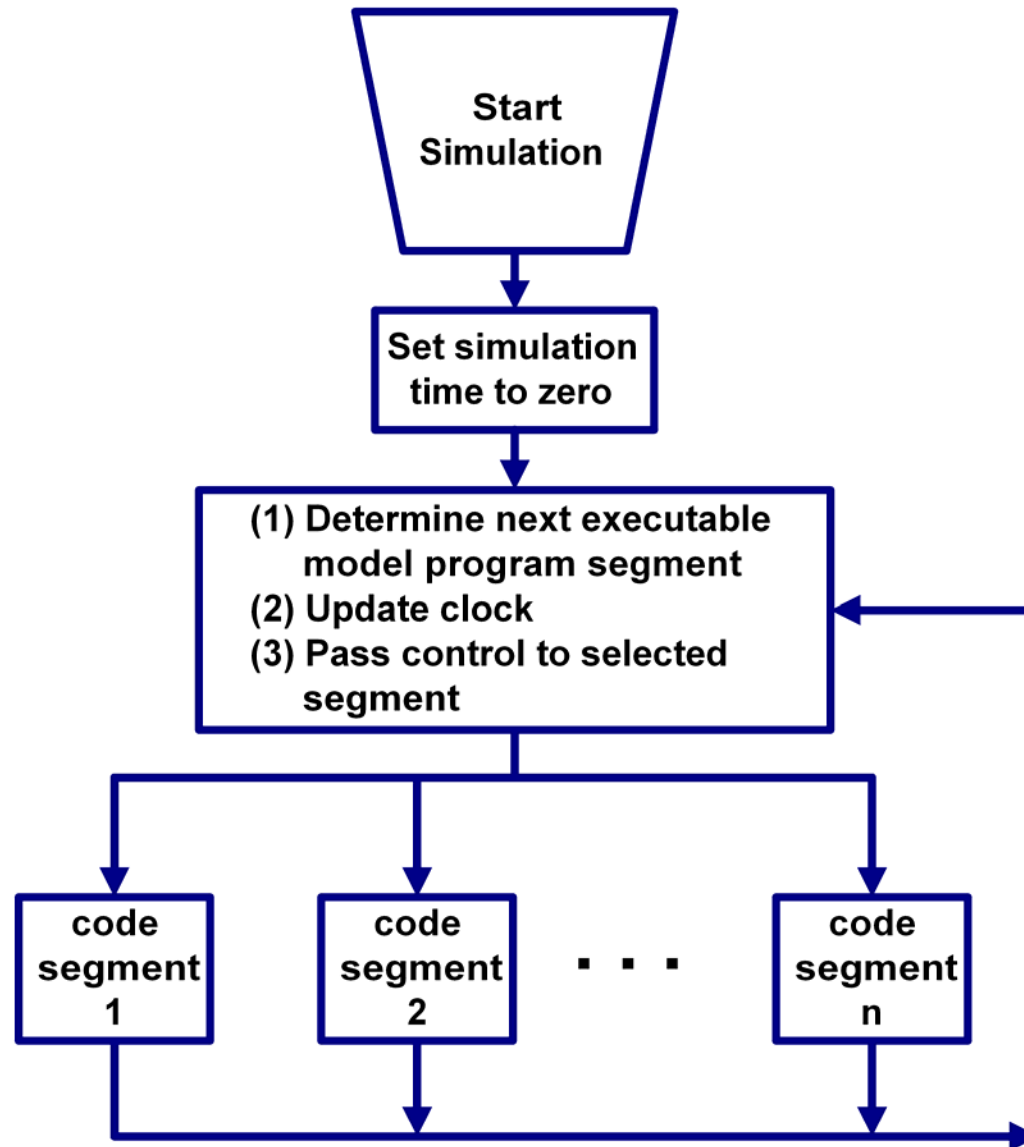 Start
Simulation
Set simulation
time to zero
(1) Determine next executable
model program segment
(2) Update clock
(3) Pass control to selected
segment
code
segment
1
code
segment
2
. . .
code
segment
n